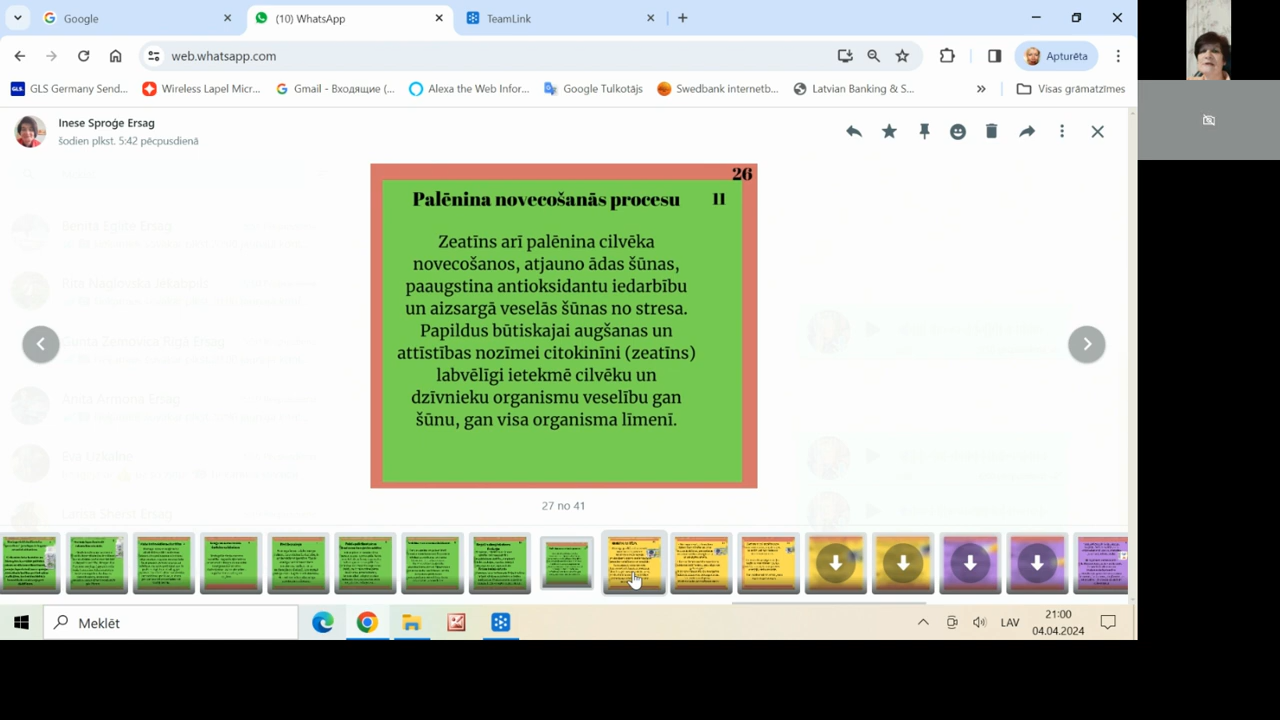 Google
(10) WhatsApp
TeamLink
web.whatsapp.com
Apturēta
GLS Germany Send...
Wireless Lapel Micr...
Gmail - Входящие (...
Alexa the Web Infor...
Google Tulkotājs
Swedbank internetb...
Latvian Banking & S...
Visas grāmatzīmes
Inese Sproģe Ersag
šodien plkst. 5:42 pēcpusdienā
26
Palēnina novecošanās procesu 11
Zeatīns arī palēnina cilvēka
novecošanos, atjauno ādas šūnas,
paaugstina antioksidantu iedarbību
un aizsargā veselās šūnas no stresa.
Papildus būtiskajai augšanas un
attīstības nozīmei citokinīni (zeatīns)
labvēlīgi ietekmē cilvēku un
dzīvnieku organismu veselību gan
šūnu, gan visa organisma līmenī.
27 no 41
Meklēt
LAV
21:00
04.04.2024